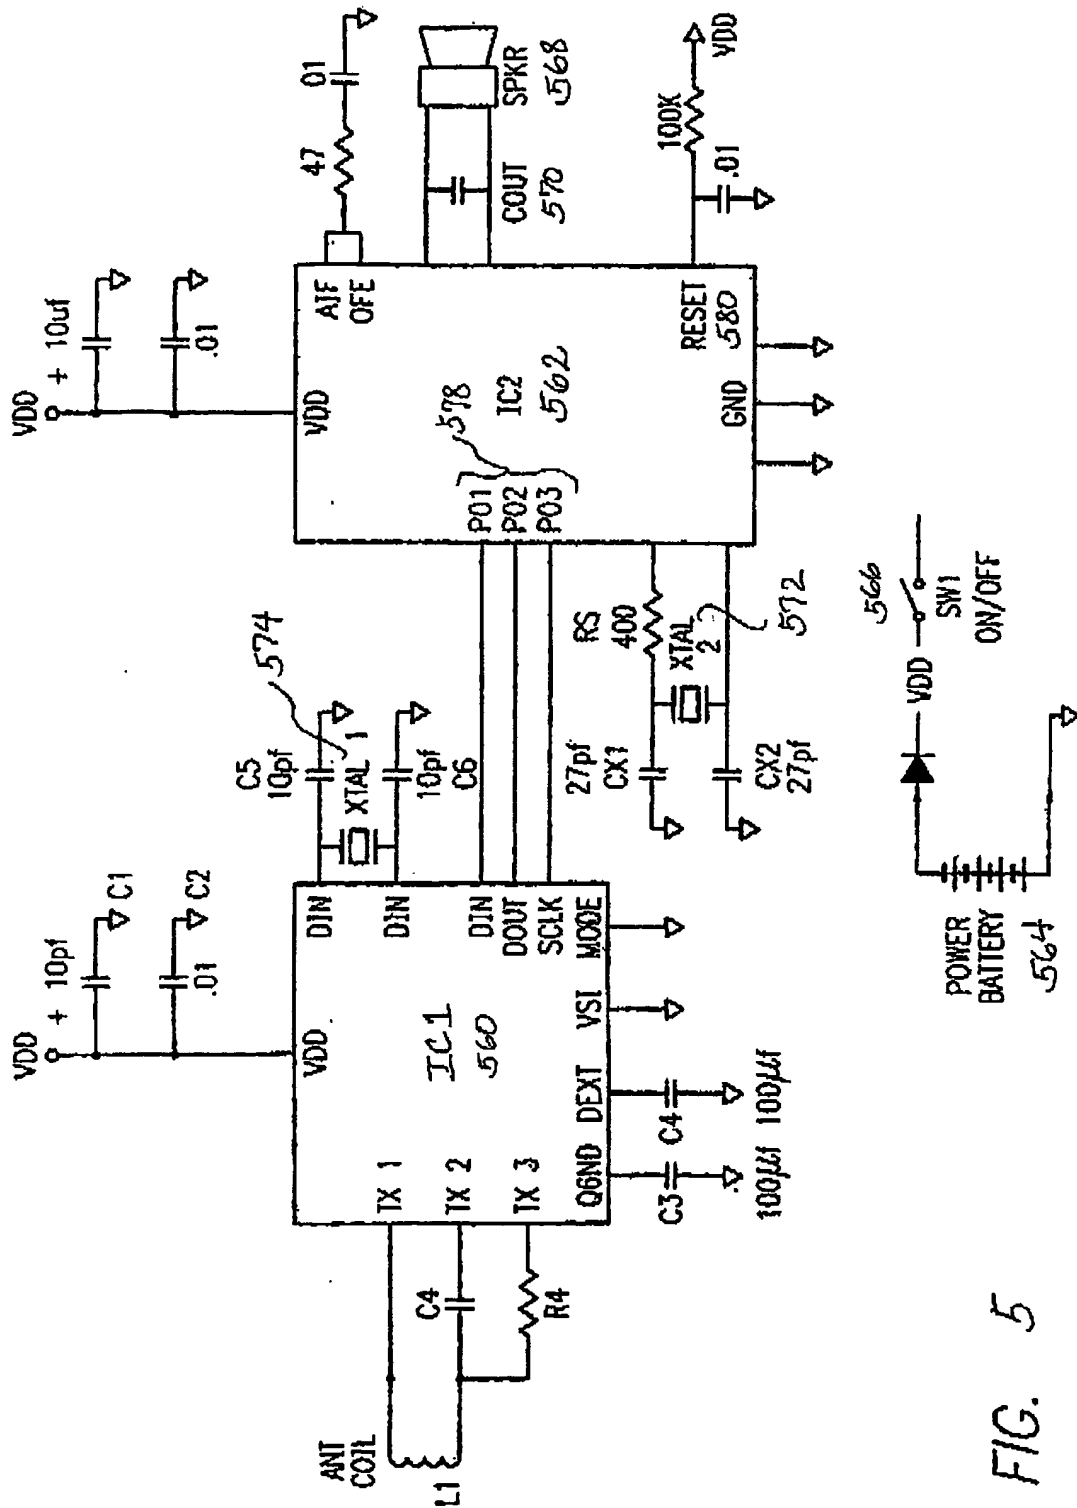 VDD
+ 10pf
C1
C2
.01
VDD
IC1
560
ANT
COIL
L1
C4
R4
TX 1
TX 2
TX 3
DIN
DIN
DIN
DOUT
SCLK
Q6ND
DEXT
VSI
MODE
C3
C4
100µf
100µf
C5
10pf
XTAL 1
574
10pf
C6
VDD
+ 10uf
.01
VDD
AIF
OFE
47
.01
SPKR
568
COUT
570
578
PO1
PO2
PO3
IC2
562
RESET
580
GND
100K
VDD
.01
RS
400
XTAL
2
572
27pf
CX1
CX2
27pf
POWER
BATTERY
564
VDD
566
SW1
ON/OFF
FIG. 5